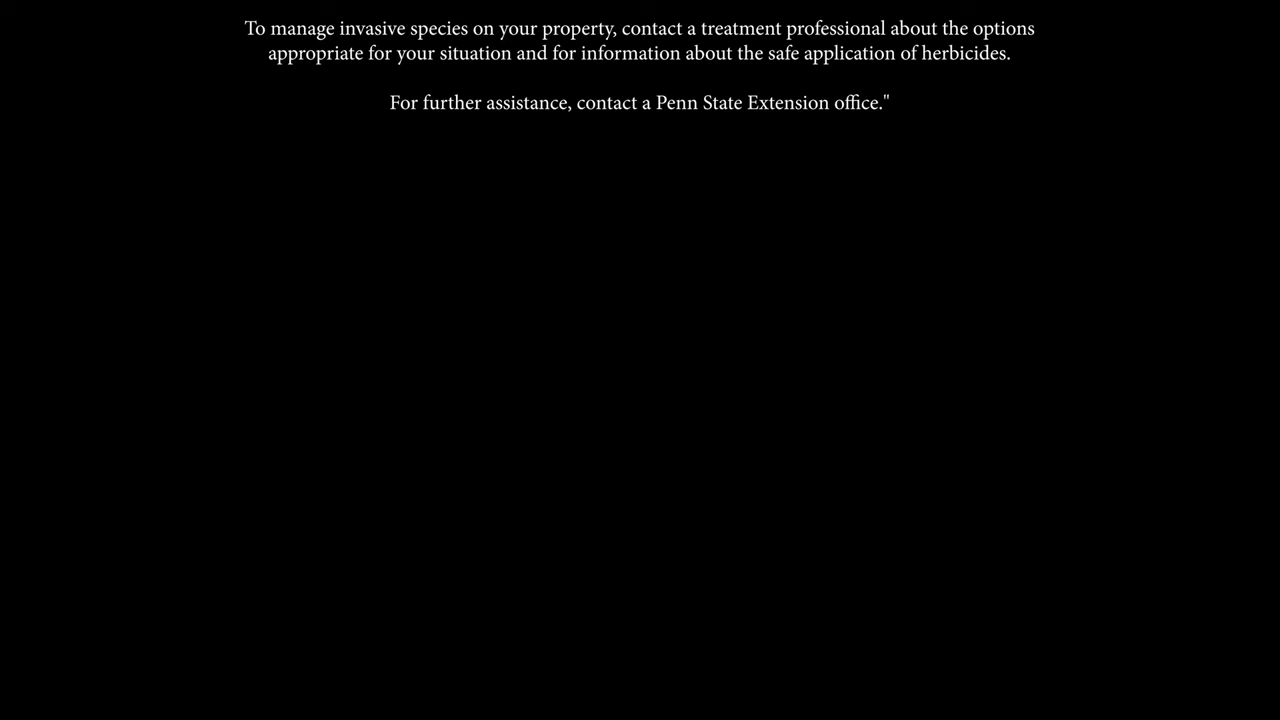 To manage invasive species on your property, contact a treatment professional about the options
appropriate for your situation and for information about the safe application of herbicides.
For further assistance, contact a Penn State Extension office."